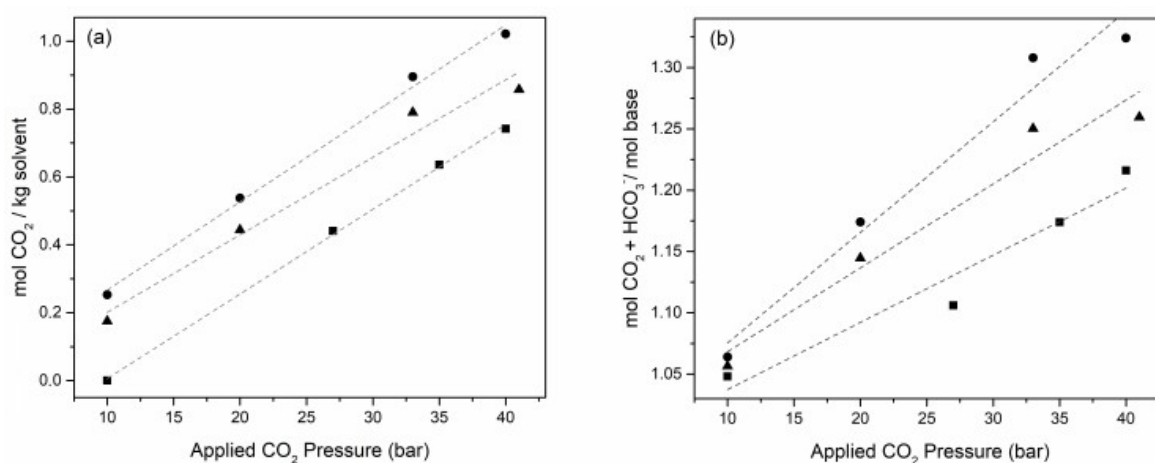 (a)
mol CO₂ / kg solvent
1.0
0.8
0.6
0.4
0.2
0.0
10 15 20 25 30 35 40
Applied CO₂ Pressure (bar)
(b)
mol CO₂ + HCO₃⁻/ mol base
1.30
1.25
1.20
1.15
1.10
1.05
10 15 20 25 30 35 40
Applied CO₂ Pressure (bar)